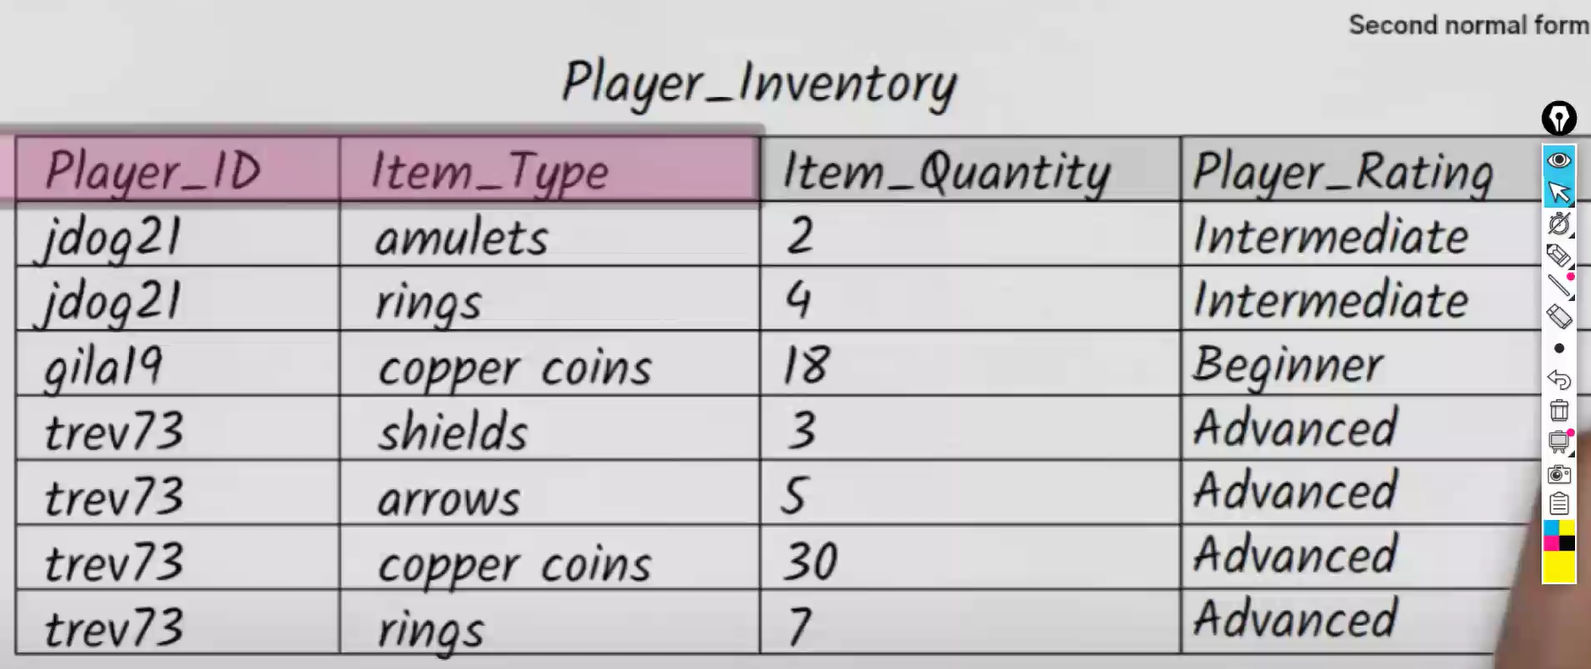 Second normal form
Player_Inventory
Player_ID Item_Type Item_Quantity Player_Rating
jdog21 amulets 2 Intermediate
jdog21 rings 4 Intermediate
gila19 copper coins 18 Beginner
trev73 shields 3 Advanced
trev73 arrows 5 Advanced
trev73 copper coins 30 Advanced
trev73 rings 7 Advanced